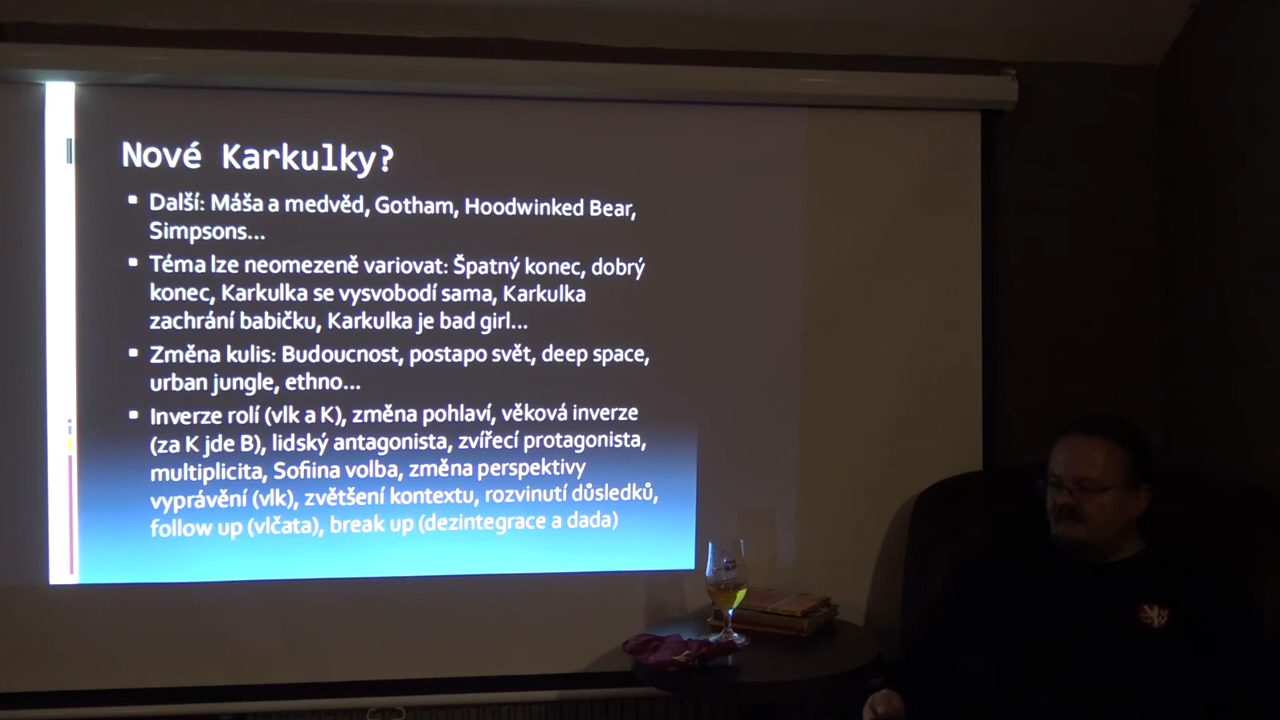 Nové Karkulky?
Další: Máša a medvěd, Gotham, Hoodwinked Bear,
Simpsons...
Téma lze neomezeně variovat: Špatný konec, dobrý
konec, Karkulka se vysvobodí sama, Karkulka
zachrání babičku, Karkulka je bad girl...
Změna kulis: Budoucnost, postapo svět, deep space,
urban jungle, ethno...
Inverze rolí (vlk a K), změna pohlaví, věková inverze
(za K jde B), lidský antagonista, zvířecí protagonista,
multiplicita, Sofiina volba, změna perspektivy
vyprávění (vlk), zvětšení kontextu, rozvinutí důsledků,
follow up (vlčata), break up (dezintegrace a dada)